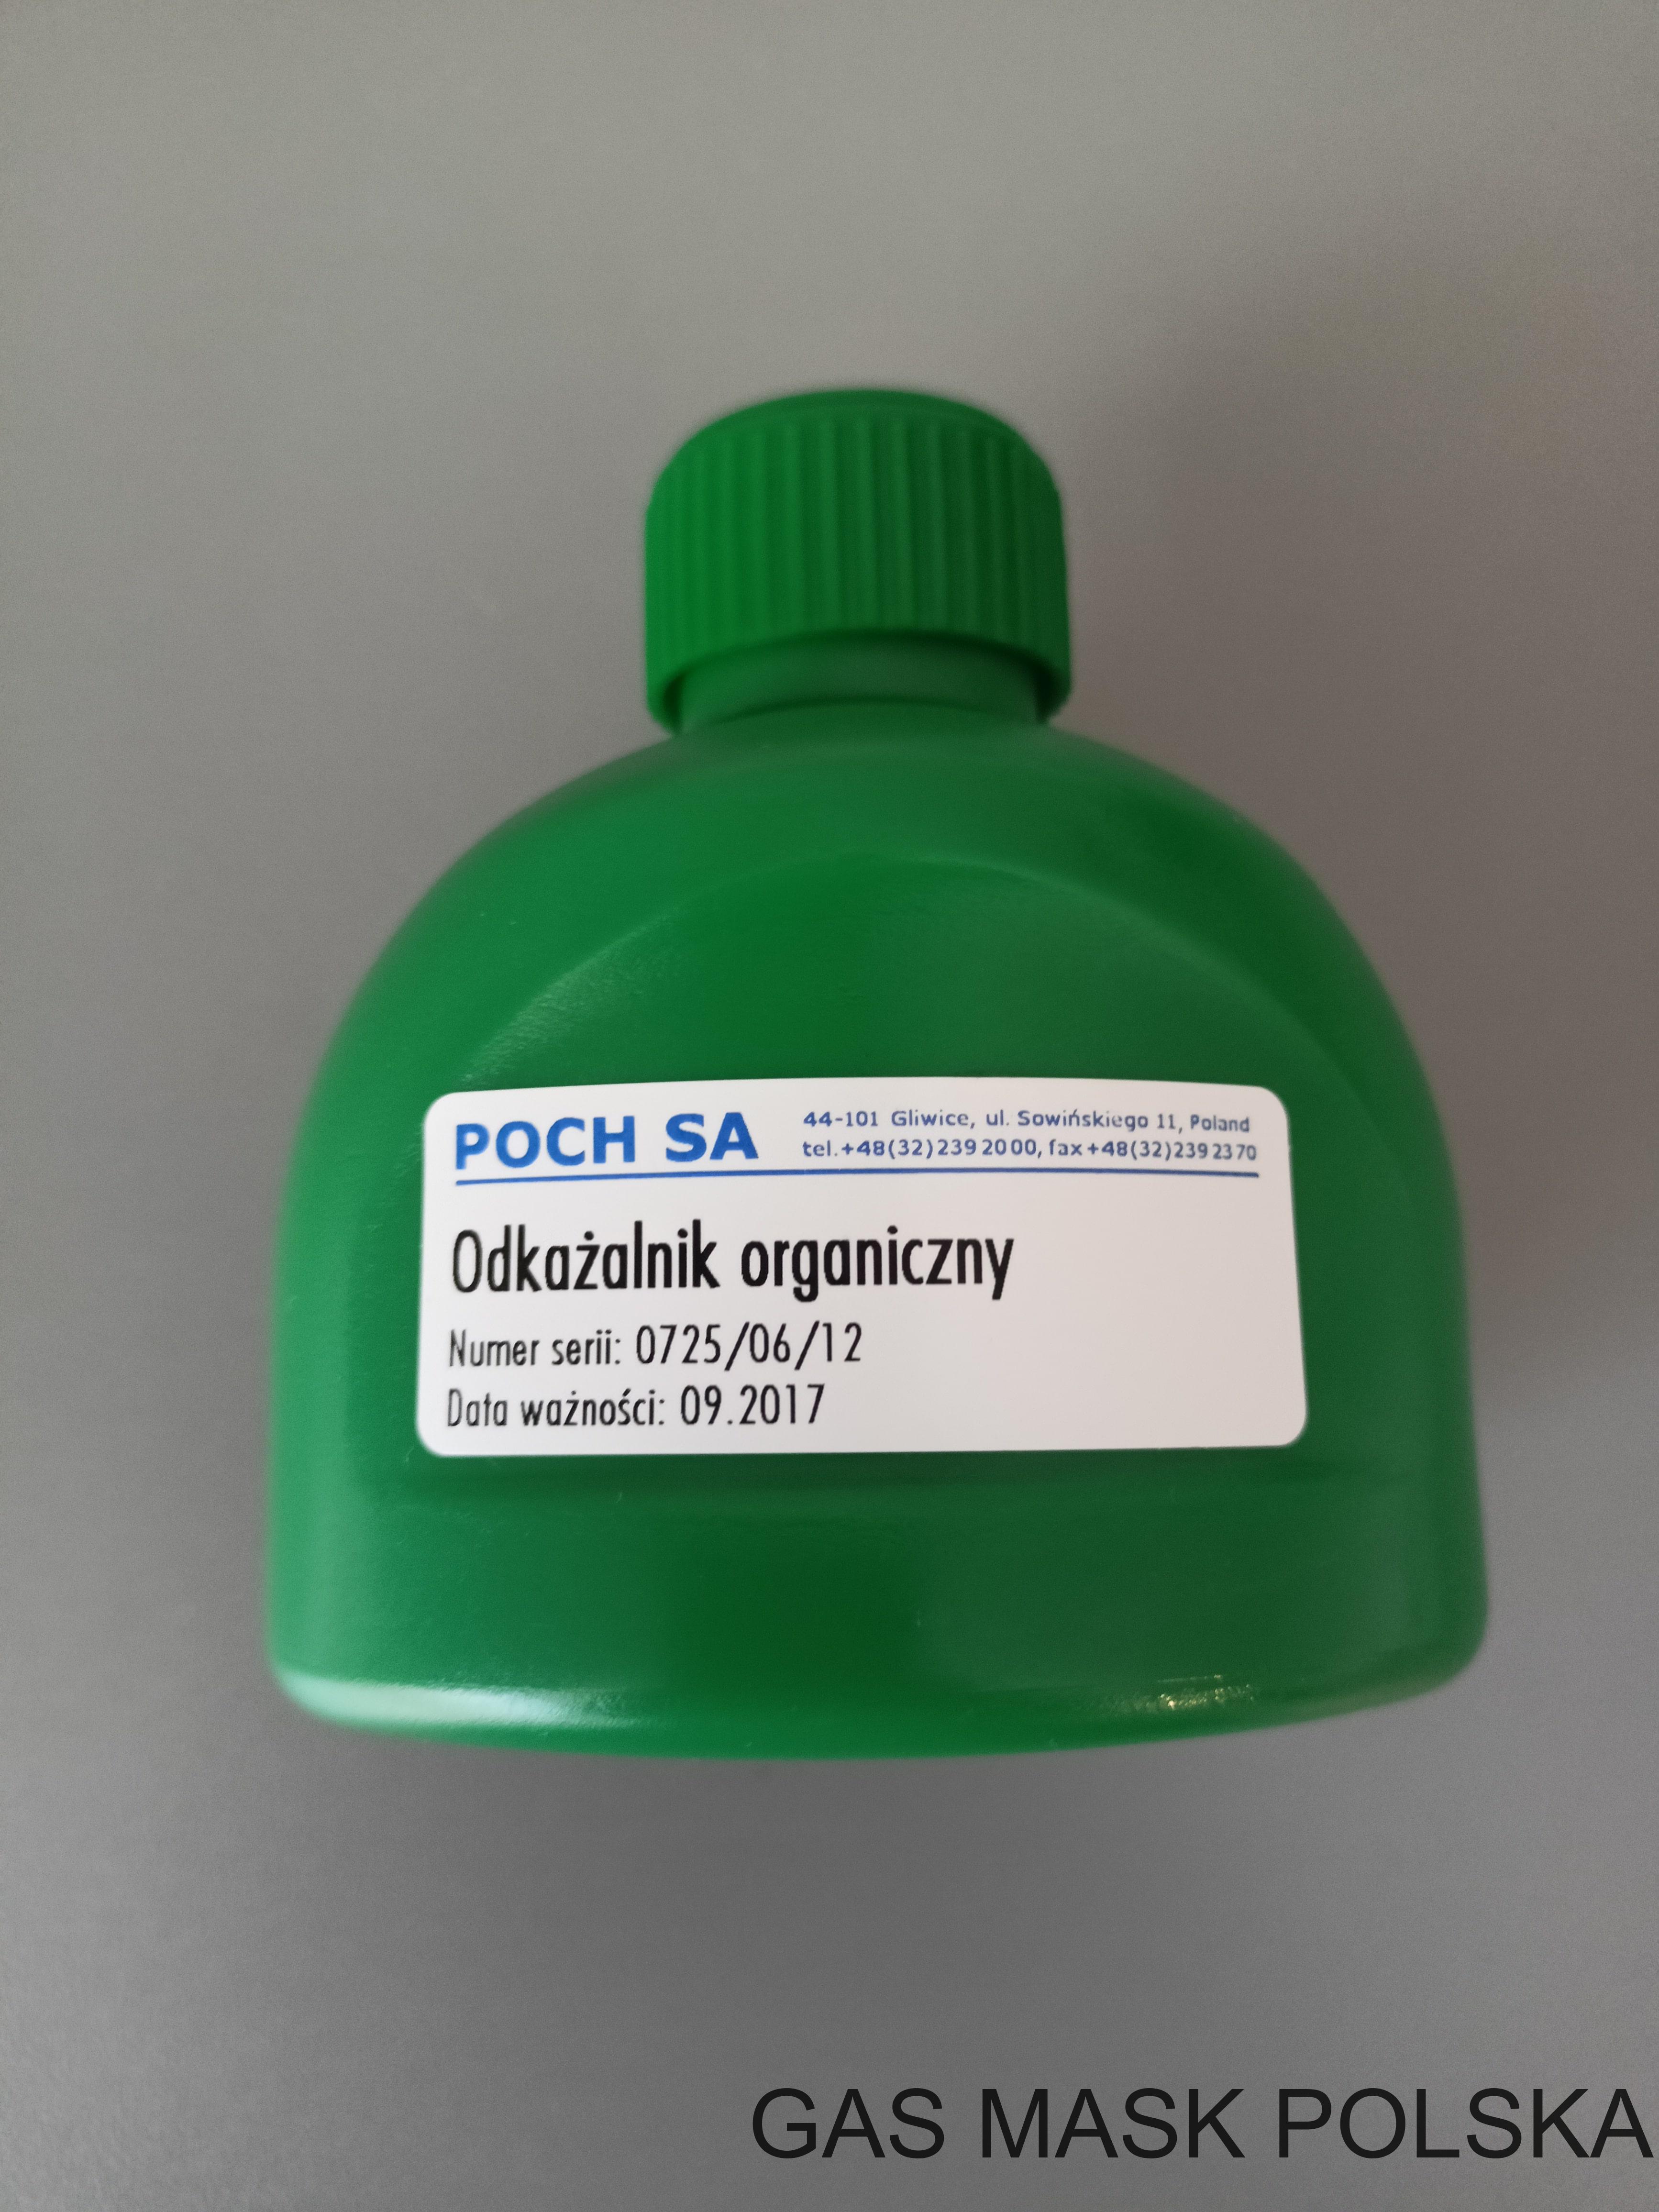 POCH SA
44-101 Gliwice, ul. Sowińskiego 11, Poland
tel.+48(32)239 20 00, fax+48(32)239 23 70
Odkażalnik organiczny
Numer serii: 0725/06/12
Data ważności: 09.2017
GAS MASK POLSKA